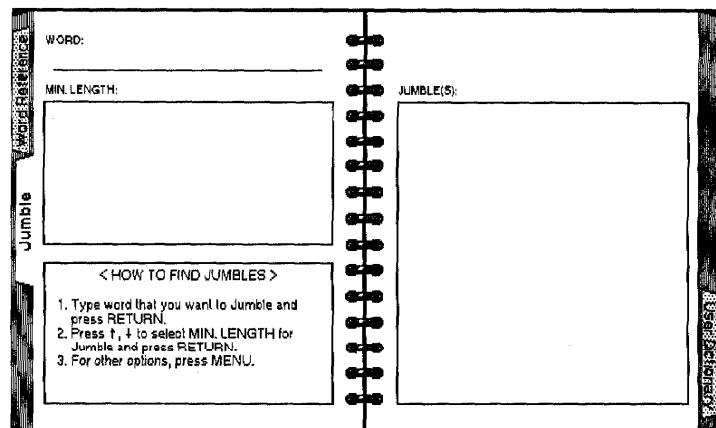 Word Reference
Jumble
WORD:
MIN. LENGTH:
< HOW TO FIND JUMBLES >
1. Type word that you want to Jumble and
press RETURN.
2. Press ↑, ↓ to select MIN. LENGTH for
Jumble and press RETURN.
3. For other options, press MENU.
JUMBLE(S):
User Dictionary